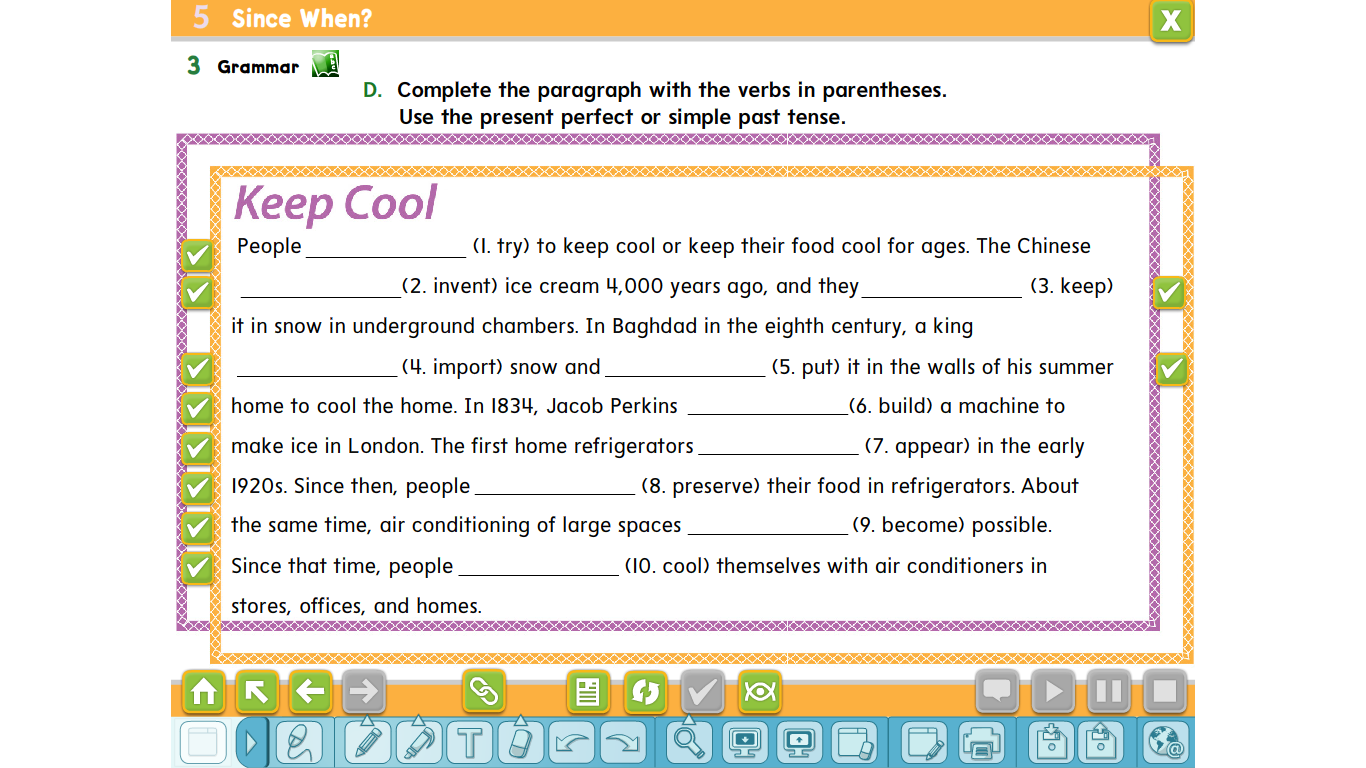 5 Since When?
X
3 Grammar
D. Complete the paragraph with the verbs in parentheses.
Use the present perfect or simple past tense.
Keep Cool
People ______________ (1. try) to keep cool or keep their food cool for ages. The Chinese
______________ (2. invent) ice cream 4,000 years ago, and they ______________ (3. keep)
it in snow in underground chambers. In Baghdad in the eighth century, a king
______________ (4. import) snow and ______________ (5. put) it in the walls of his summer
home to cool the home. In 1834, Jacob Perkins ______________ (6. build) a machine to
make ice in London. The first home refrigerators ______________ (7. appear) in the early
1920s. Since then, people ______________ (8. preserve) their food in refrigerators. About
the same time, air conditioning of large spaces ______________ (9. become) possible.
Since that time, people ______________ (10. cool) themselves with air conditioners in
stores, offices, and homes.
T
@